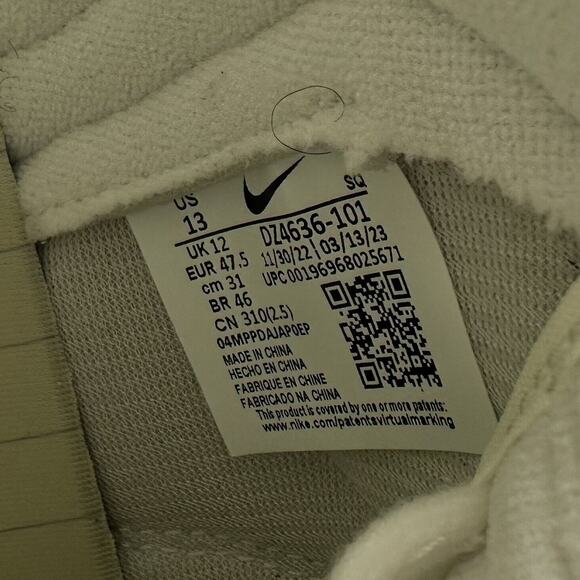 US
SQ
13
DZ4636-101
UK 12
11/30/22 | 03/13/23
EUR 47.5
UPC 00196968025671
cm 31
BR 46
CN 310(2.5)
04MPPDAJAP0EP
MADE IN CHINA
HECHO EN CHINA
FABRIQUE EN CHINE
FABRICADO NA CHINA
This product is covered by one or more patents:
www.nike.com/patentsvirtualmarking